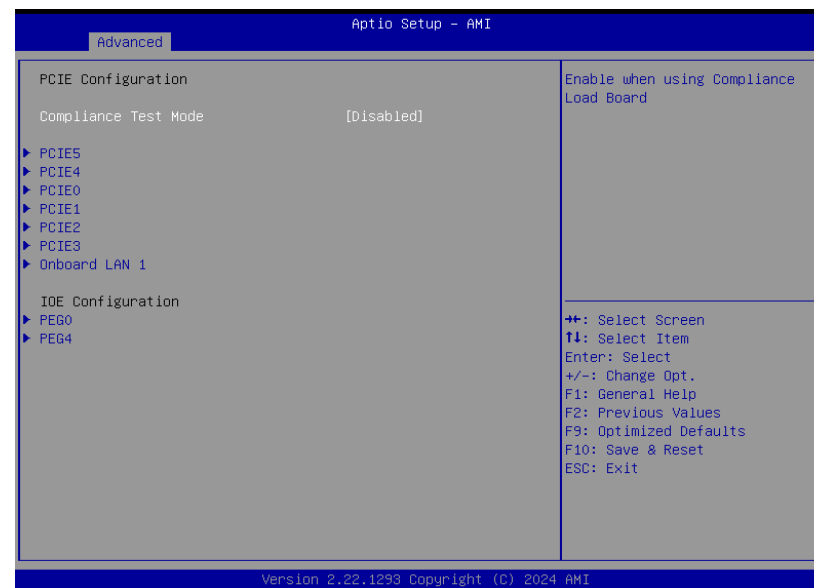 Aptio Setup – AMI
Advanced
PCIE Configuration
Compliance Test Mode [Disabled]
▶ PCIE5
▶ PCIE4
▶ PCIE0
▶ PCIE1
▶ PCIE2
▶ PCIE3
▶ Onboard LAN 1
IOE Configuration
▶ PEG0
▶ PEG4
Enable when using Compliance
Load Board
→←: Select Screen
↑↓: Select Item
Enter: Select
+/-: Change Opt.
F1: General Help
F2: Previous Values
F9: Optimized Defaults
F10: Save & Reset
ESC: Exit
Version 2.22.1293 Copyright (C) 2024 AMI